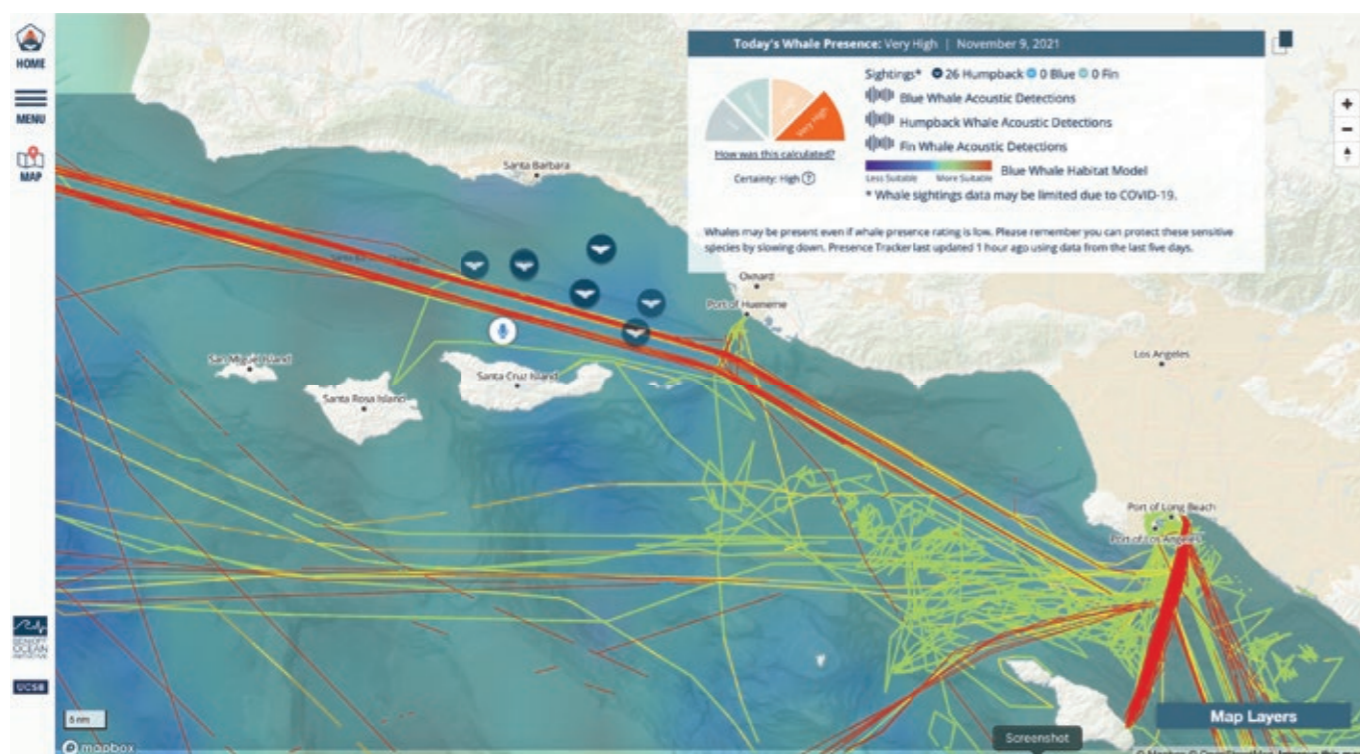 HOME
MENU
MAP
Today's Whale Presence: Very High | November 9, 2021
Sightings* 26 Humpback 0 Blue 0 Fin
Blue Whale Acoustic Detections
Humpback Whale Acoustic Detections
Fin Whale Acoustic Detections
Very High
How was this calculated?
Certainty: High ?
Blue Whale Habitat Model
Less Suitable More Suitable
* Whale sightings data may be limited due to COVID-19.
Whales may be present even if whale presence rating is low. Please remember you can protect these sensitive
species by slowing down. Presence Tracker last updated 1 hour ago using data from the last five days.
Santa Barbara
Oxnard
Port of Hueneme
Los Angeles
San Miguel Island
Santa Cruz Island
Santa Rosa Island
Port of Long Beach
Port of Los Angeles
BENIOFF
OCEAN
INITIATIVE
UCSB
5 nm
Map Layers
Screenshot
mapbox